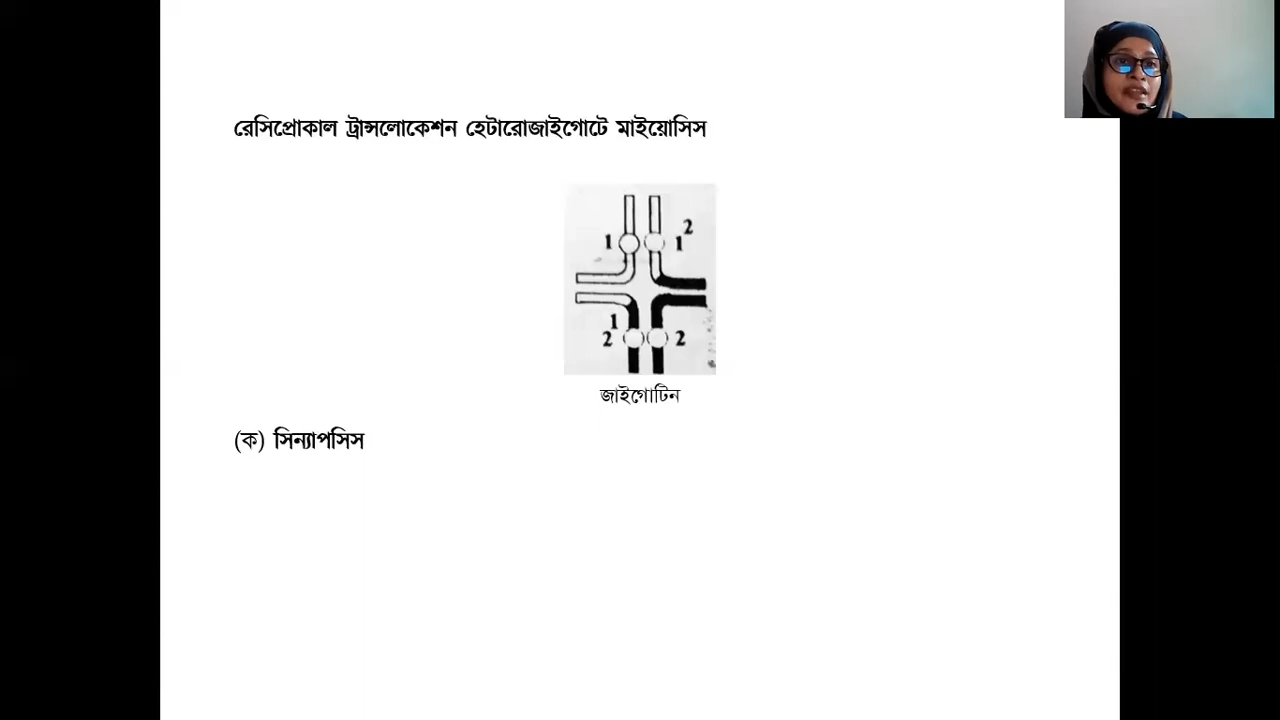 রেসিপ্রোকাল ট্রান্সলোকেশন হেটারোজাইগোটে মাইয়োসিস
1 1 2
1 2 2
জাইগোটিন
(ক) সিন্যাপসিস